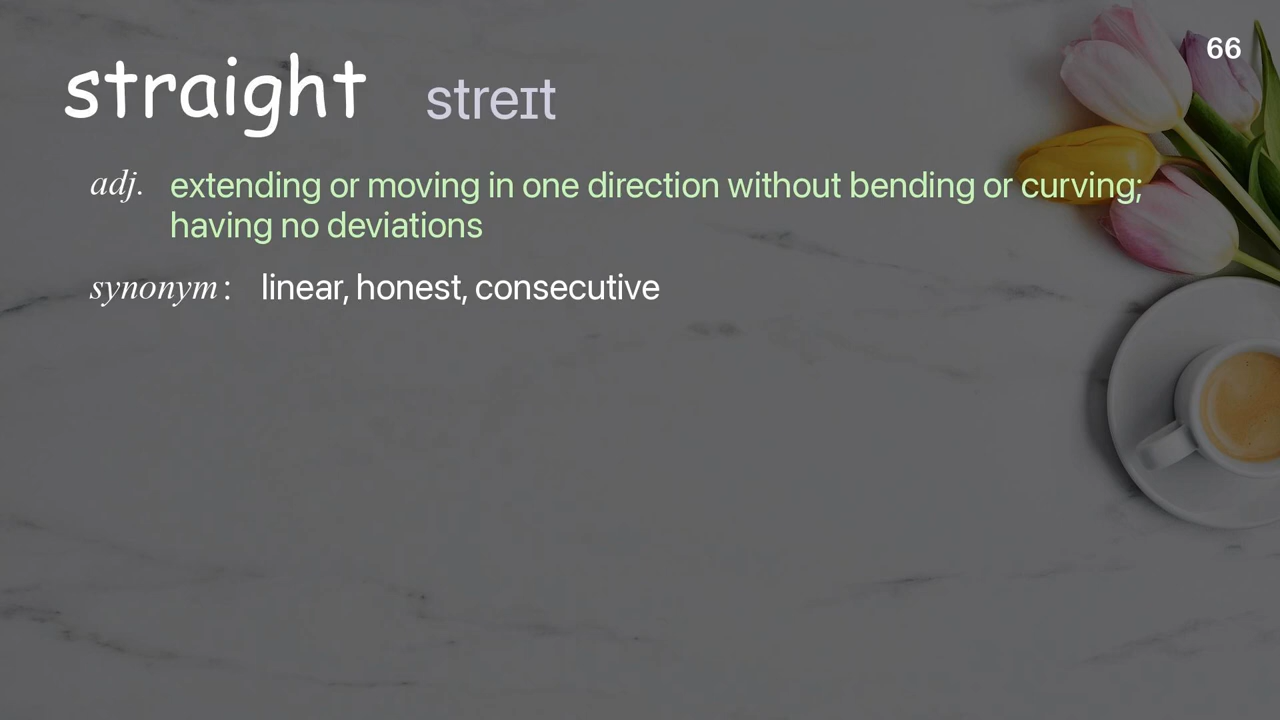 66
straight streɪt
adj. extending or moving in one direction without bending or curving;
having no deviations
synonym: linear, honest, consecutive